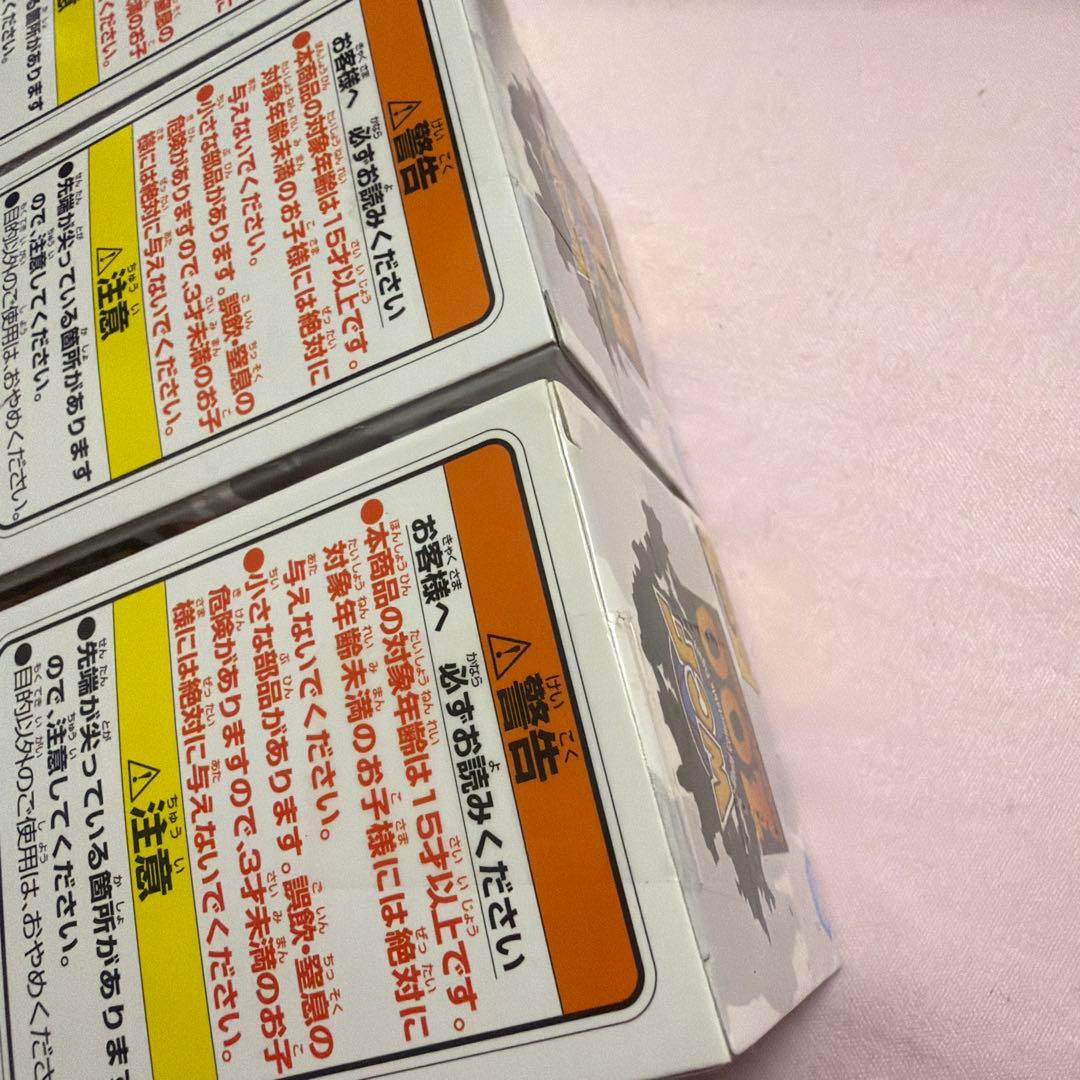 警告
お客様へ 必ずお読みください
●本商品の対象年齢は15才以上です。
対象年齢未満のお子様には絶対に
与えないでください。
●小さな部品があります。誤飲・窒息の
危険がありますので、3才未満のお子
様には絶対に与えないでください。
注意
●先端が尖っている箇所があります
ので、注意してください。
●目的以外のご使用は、おやめください。
警告
お客様へ 必ずお読みください
●本商品の対象年齢は15才以上です。
対象年齢未満のお子様には絶対に
与えないでください。
●小さな部品があります。誤飲・窒息の
危険がありますので、3才未満のお子
様には絶対に与えないでください。
注意
●先端が尖っている箇所がありま
ので、注意してください。
●目的以外のご使用は、おやめくださ